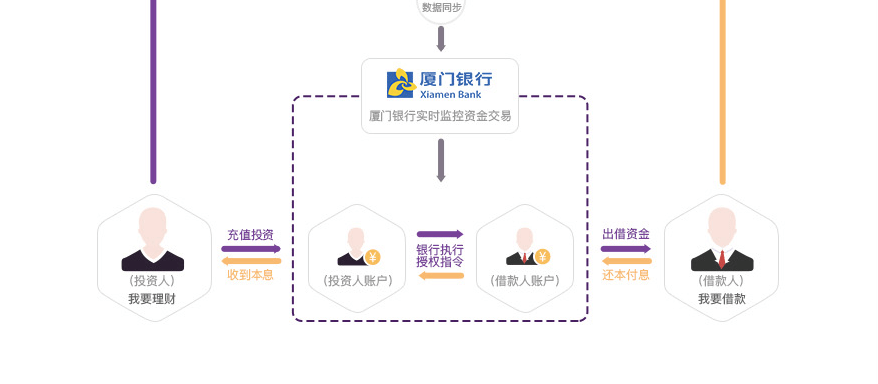 数据同步
厦门银行
Xiamen Bank
厦门银行实时监控资金交易
充值投资
收到本息
银行执行
授权指令
出借资金
还本付息
¥
¥
(投资人)
我要理财
(投资人账户)
(借款人账户)
(借款人)
我要借款